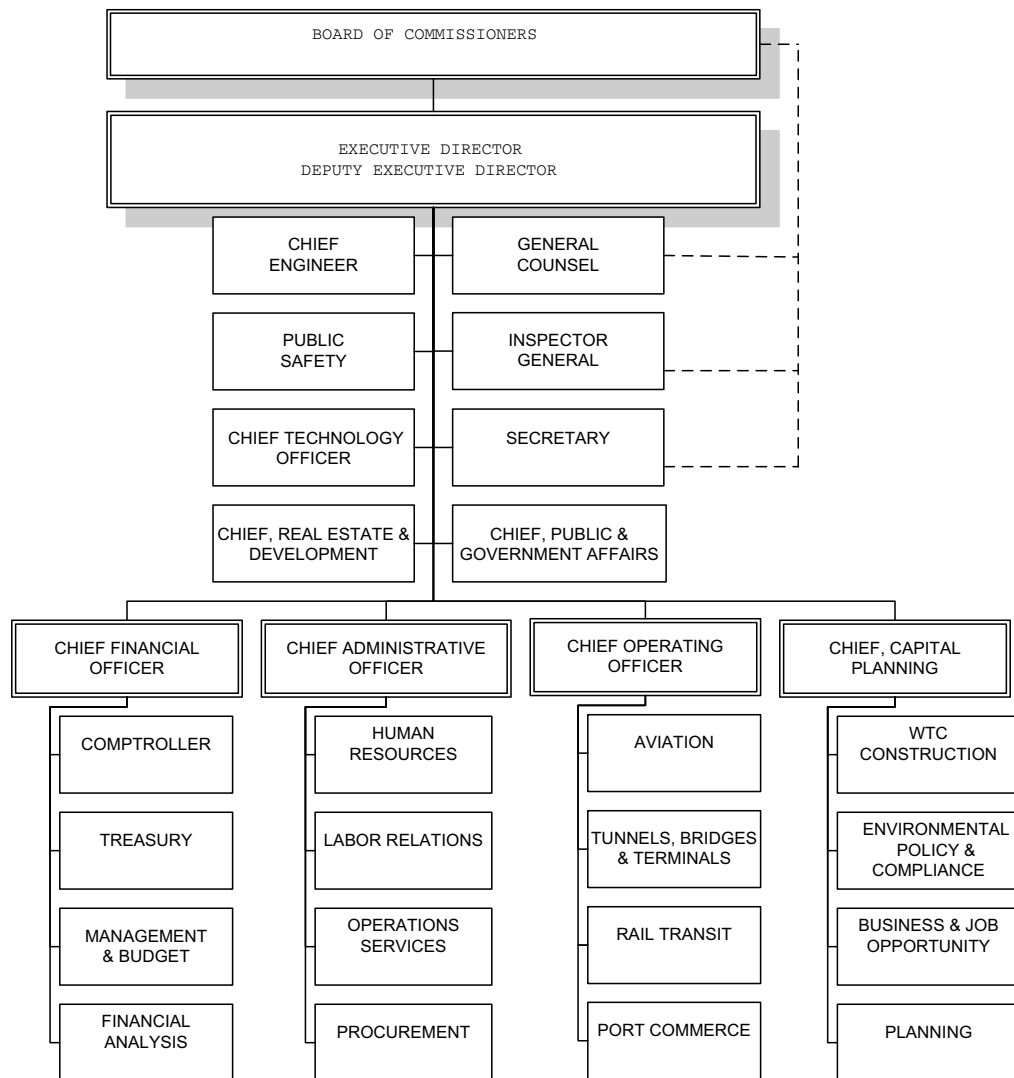 BOARD OF COMMISSIONERS
EXECUTIVE DIRECTOR
DEPUTY EXECUTIVE DIRECTOR
CHIEF
ENGINEER
GENERAL
COUNSEL
PUBLIC
SAFETY
INSPECTOR
GENERAL
CHIEF TECHNOLOGY
OFFICER
SECRETARY
CHIEF, REAL ESTATE &
DEVELOPMENT
CHIEF, PUBLIC &
GOVERNMENT AFFAIRS
CHIEF FINANCIAL
OFFICER
CHIEF ADMINISTRATIVE
OFFICER
CHIEF OPERATING
OFFICER
CHIEF, CAPITAL
PLANNING
COMPTROLLER
HUMAN
RESOURCES
AVIATION
WTC
CONSTRUCTION
TREASURY
LABOR RELATIONS
TUNNELS, BRIDGES
& TERMINALS
ENVIRONMENTAL
POLICY &
COMPLIANCE
MANAGEMENT
& BUDGET
OPERATIONS
SERVICES
RAIL TRANSIT
BUSINESS & JOB
OPPORTUNITY
FINANCIAL
ANALYSIS
PROCUREMENT
PORT COMMERCE
PLANNING